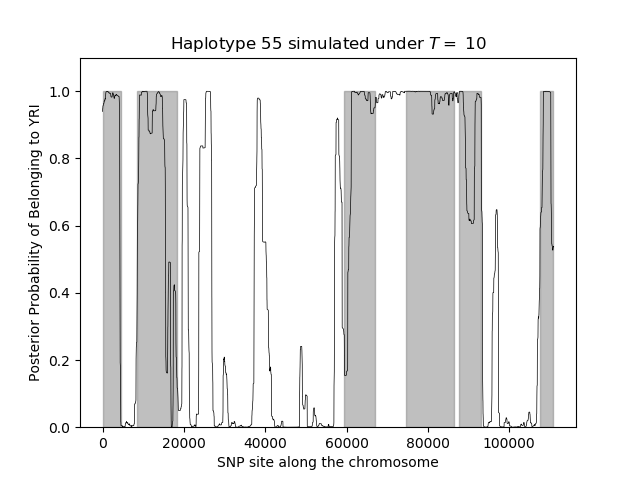 Haplotype 55 simulated under T = 10
Posterior Probability of Belonging to YRI
1.0
0.8
0.6
0.4
0.2
0.0
0 20000 40000 60000 80000 100000
SNP site along the chromosome